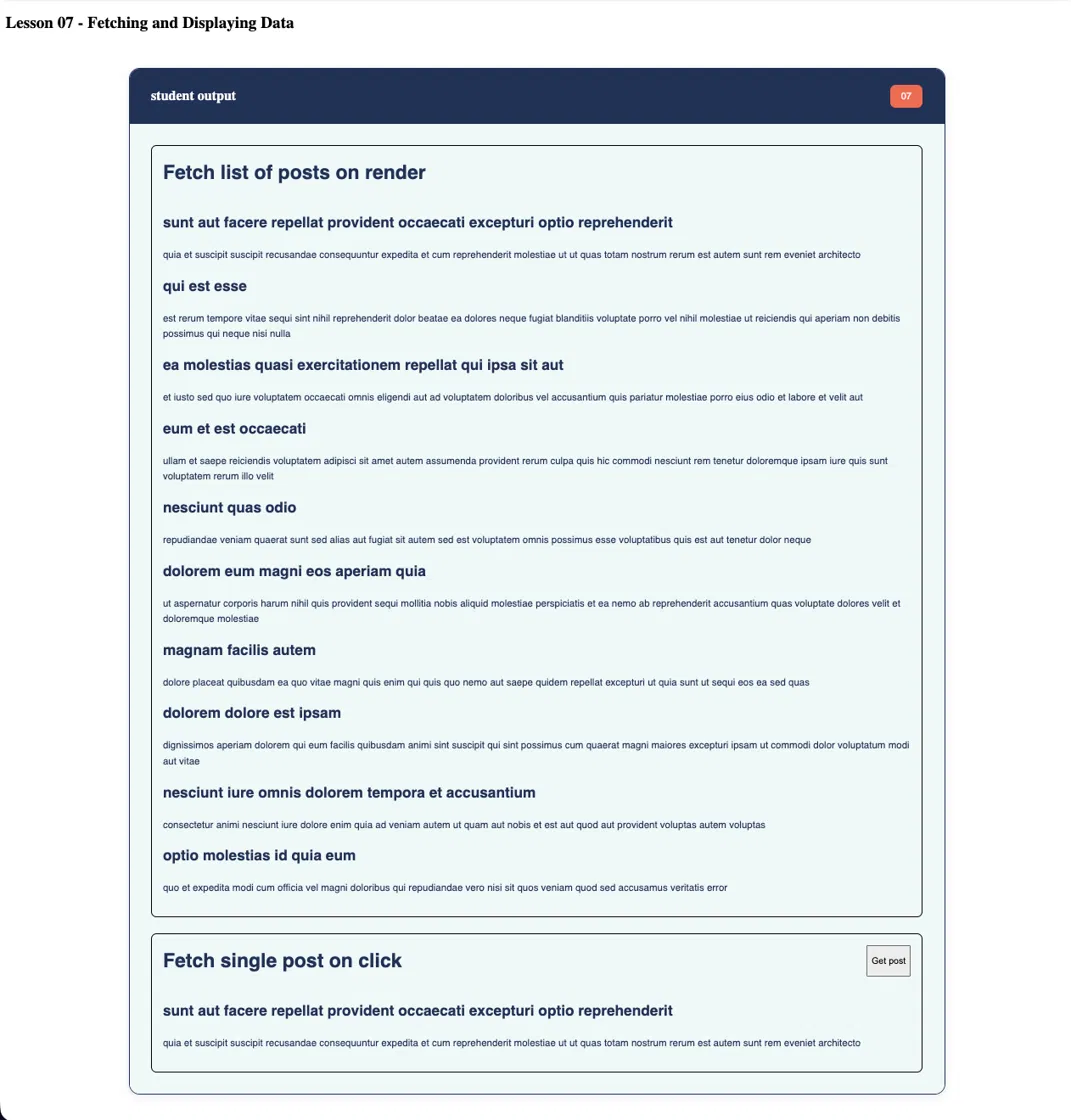 Lesson 07 - Fetching and Displaying Data
student output
07
Fetch list of posts on render
sunt aut facere repellat provident occaecati excepturi optio reprehenderit
quia et suscipit suscipit recusandae consequuntur expedita et cum reprehenderit molestiae ut ut quas totam nostrum rerum est autem sunt rem eveniet architecto
qui est esse
est rerum tempore vitae sequi sint nihil reprehenderit dolor beatae ea dolores neque fugiat blanditiis voluptate porro vel nihil molestiae ut reiciendis qui aperiam non debitis
possimus qui neque nisi nulla
ea molestias quasi exercitationem repellat qui ipsa sit aut
et iusto sed quo iure voluptatem occaecati omnis eligendi aut ad voluptatem doloribus vel accusantium quis pariatur molestiae porro eius odio et labore et velit aut
eum et est occaecati
ullam et saepe reiciendis voluptatem adipisci sit amet autem assumenda provident rerum culpa quis hic commodi nesciunt rem tenetur doloremque ipsam iure quis sunt
voluptatem rerum illo velit
nesciunt quas odio
repudiandae veniam quaerat sunt sed alias aut fugiat sit autem sed est voluptatem omnis possimus esse voluptatibus quis est aut tenetur dolor neque
dolorem eum magni eos aperiam quia
ut aspernatur corporis harum nihil quis provident sequi mollitia nobis aliquid molestiae perspiciatis et ea nemo ab reprehenderit accusantium quas voluptate dolores velit et
doloremque molestiae
magnam facilis autem
dolore placeat quibusdam ea quo vitae magni quis enim qui quis quo nemo aut saepe quidem repellat excepturi ut quia sunt ut sequi eos ea sed quas
dolorem dolore est ipsam
dignissimos aperiam dolorem qui eum facilis quibusdam animi sint suscipit qui sint possimus cum quaerat magni maiores excepturi ipsam ut commodi dolor voluptatum modi
aut vitae
nesciunt iure omnis dolorem tempora et accusantium
consectetur animi nesciunt iure dolore enim quia ad veniam autem ut quam aut nobis et est aut quod aut provident voluptas autem voluptas
optio molestias id quia eum
quo et expedita modi cum officia vel magni doloribus qui repudiandae vero nisi sit quos veniam quod sed accusamus veritatis error
Fetch single post on click
Get post
sunt aut facere repellat provident occaecati excepturi optio reprehenderit
quia et suscipit suscipit recusandae consequuntur expedita et cum reprehenderit molestiae ut ut quas totam nostrum rerum est autem sunt rem eveniet architecto